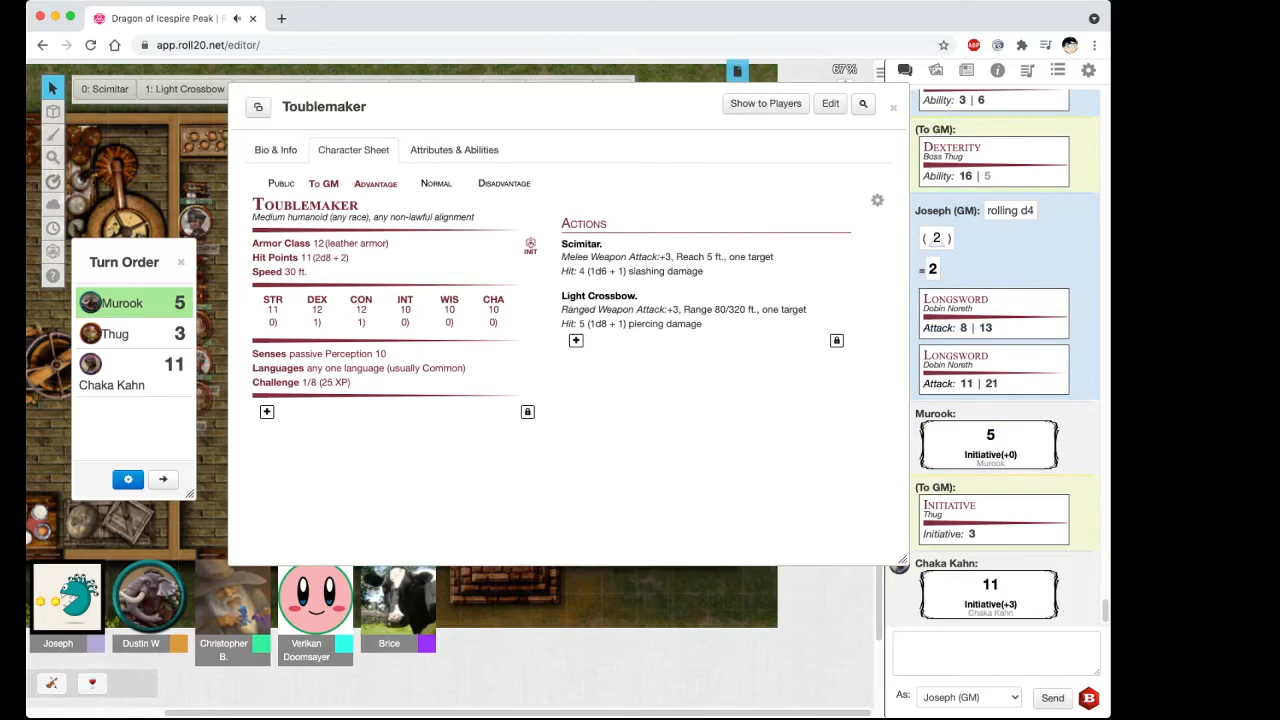 Dragon of Icespire Peak | R
app.roll20.net/editor/
ABP
0: Scimitar
1: Light Crossbow
67%
Toublemaker
Show to Players
Edit
Bio & Info
Character Sheet
Attributes & Abilities
PUBLIC
TO GM
ADVANTAGE
NORMAL
DISADVANTAGE
TOUBLEMAKER
Medium humanoid (any race), any non-lawful alignment
Armor Class 12 (leather armor)
Hit Points 11 (2d8 + 2)
Speed 30 ft.
INIT
STR DEX CON INT WIS CHA
11 12 12 10 10 10
0) 1) 1) 0) 0) 0)
Senses passive Perception 10
Languages any one language (usually Common)
Challenge 1/8 (25 XP)
ACTIONS
Scimitar.
Melee Weapon Attack:+3, Reach 5 ft., one target
Hit: 4 (1d6 + 1) slashing damage
Light Crossbow.
Ranged Weapon Attack:+3, Range 80/320 ft., one target
Hit: 5 (1d8 + 1) piercing damage
Turn Order
Murook 5
Thug 3
11
Chaka Kahn
Joseph
Dustin W
Christopher
B.
Verikan
Doomsayer
Brice
Ability: 3 | 6
(To GM):
DEXTERITY
Boss Thug
Ability: 16 | 5
Joseph (GM): rolling d4
( 2 )
= 2
LONGSWORD
Dobin Noreth
Attack: 8 | 13
LONGSWORD
Dobin Noreth
Attack: 11 | 21
Murook:
5
Initiative(+0)
Murook
(To GM):
INITIATIVE
Thug
Initiative: 3
Chaka Kahn:
11
Initiative(+3)
Chaka Kahn
As:
Joseph (GM)
Send
B